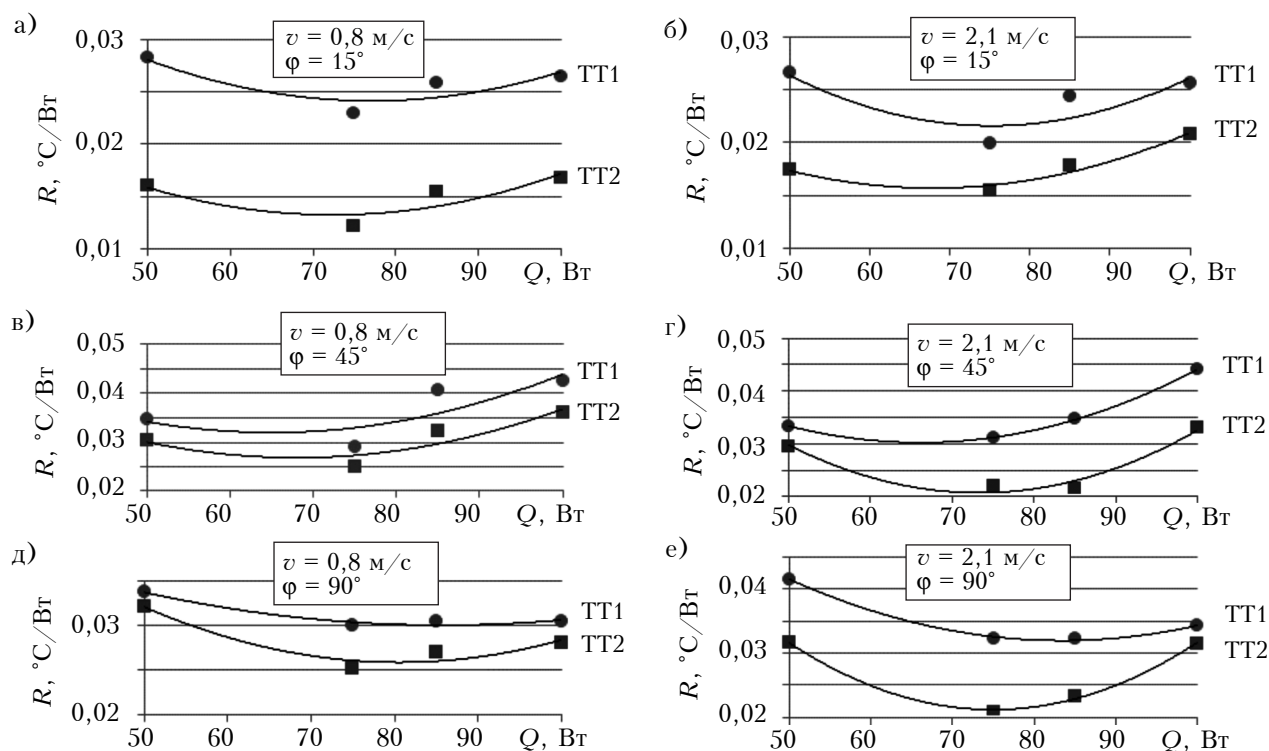 а)
R, °C/Вт
0,03
0,02
0,01
v = 0,8 м/с
φ = 15°
TT1
TT2
50 60 70 80 90 Q, Вт
б)
R, °C/Вт
0,03
0,02
0,01
v = 2,1 м/с
φ = 15°
TT1
TT2
50 60 70 80 90 Q, Вт
в)
R, °C/Вт
0,05
0,04
0,03
0,02
v = 0,8 м/с
φ = 45°
TT1
TT2
50 60 70 80 90 Q, Вт
г)
R, °C/Вт
0,05
0,04
0,03
0,02
v = 2,1 м/с
φ = 45°
TT1
TT2
50 60 70 80 90 Q, Вт
д)
R, °C/Вт
0,03
0,02
v = 0,8 м/с
φ = 90°
TT1
TT2
50 60 70 80 90 Q, Вт
е)
R, °C/Вт
0,04
0,03
0,02
v = 2,1 м/с
φ = 90°
TT1
TT2
50 60 70 80 90 Q, Вт